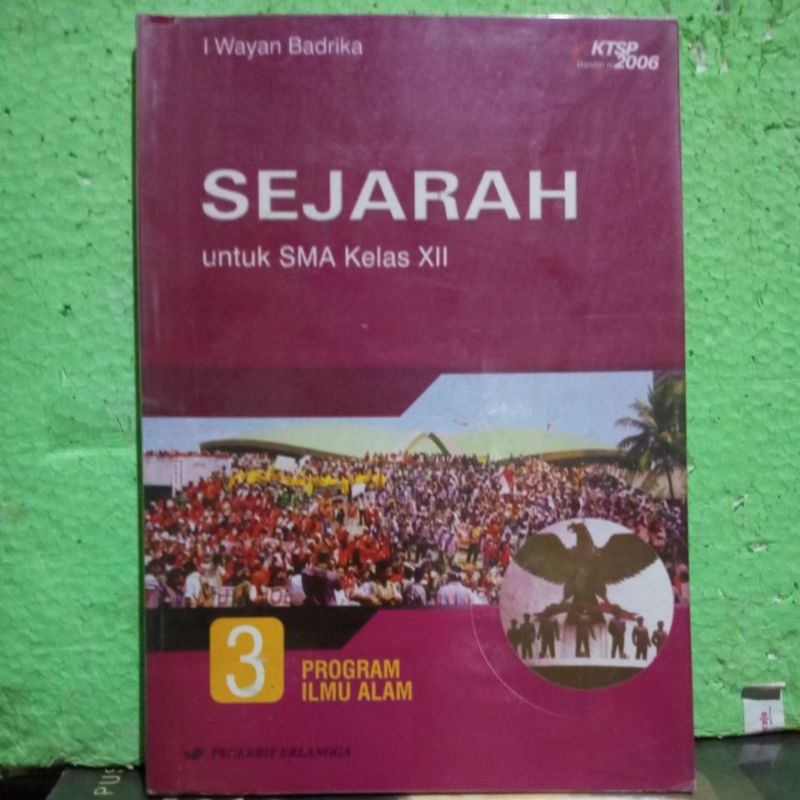 I Wayan Badrika
KTSP
2006
SEJARAH
untuk SMA Kelas XII
3
PROGRAM
ILMU ALAM
PENERBIT ERLANGGA